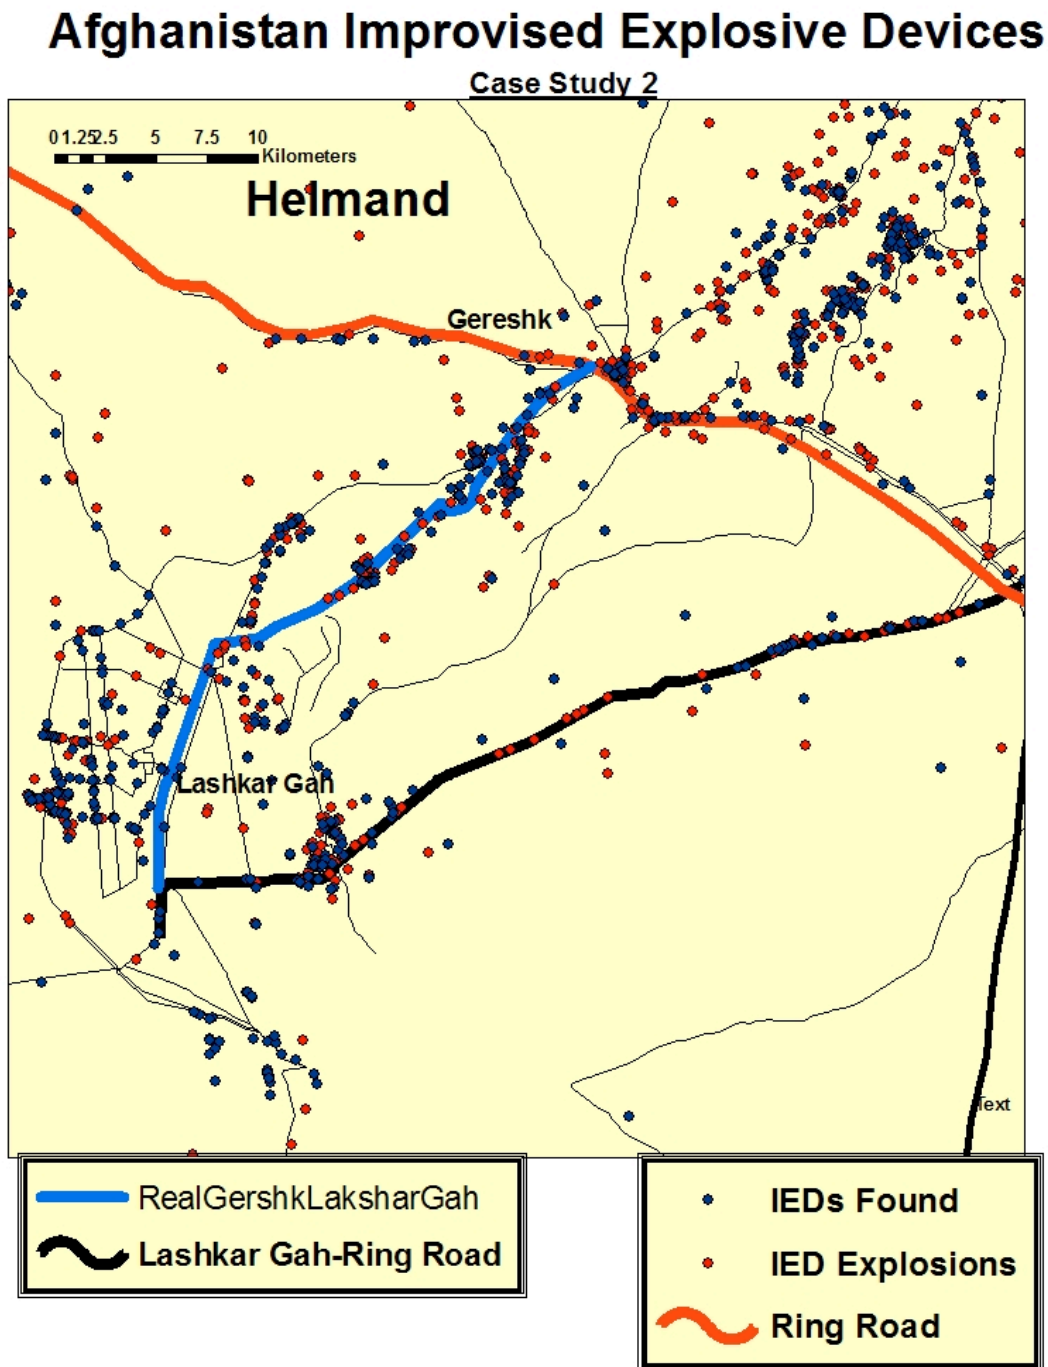 Afghanistan Improvised Explosive Devices
Case Study 2
0 1.25 2.5 5 7.5 10
Kilometers
Helmand
Gereshk
Lashkar Gah
Text
RealGershkLaksharGah
Lashkar Gah-Ring Road
IEDs Found
IED Explosions
Ring Road